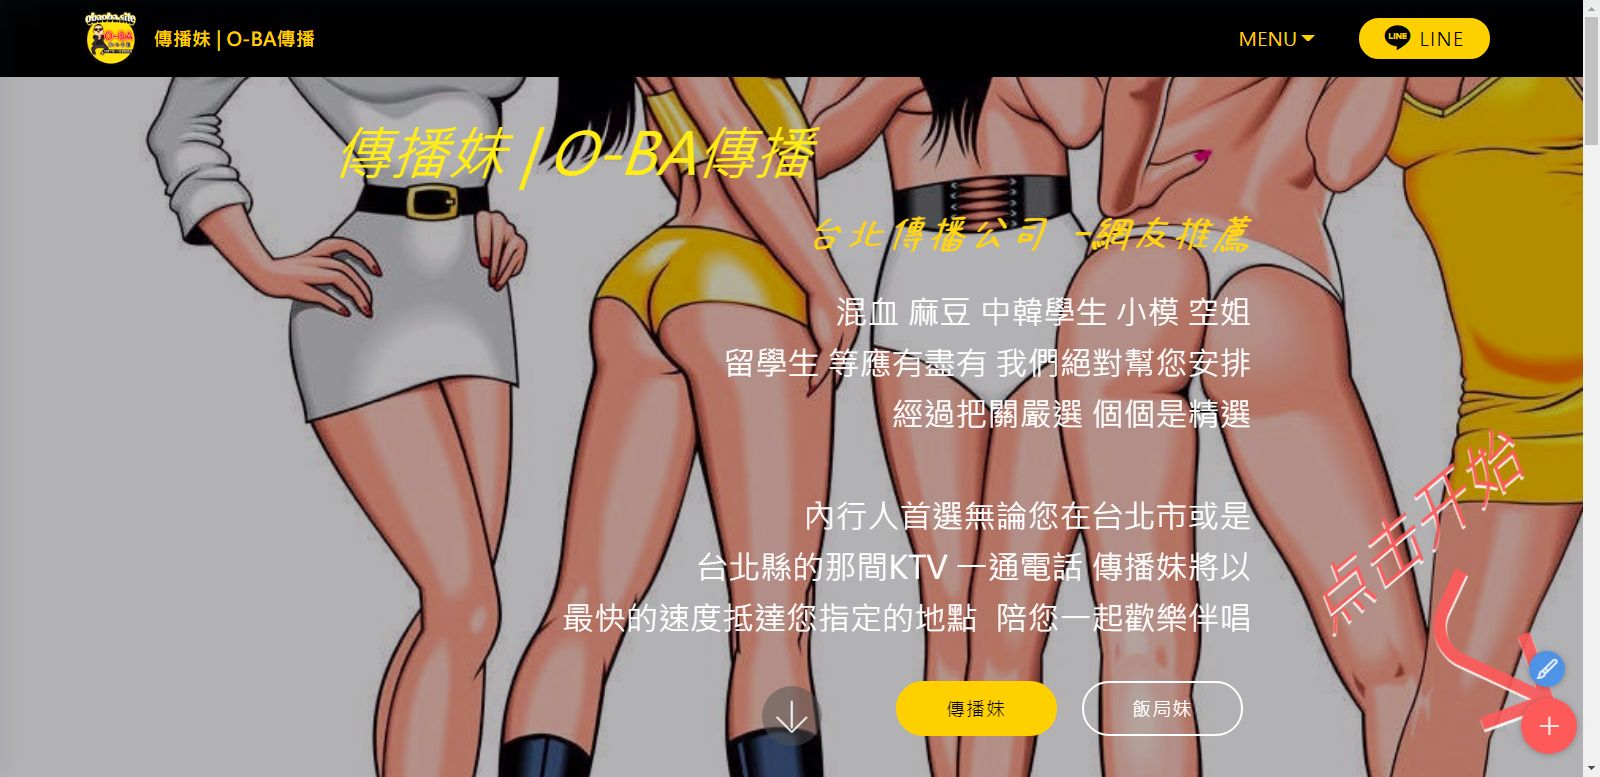 obaoba.site
O-BA
傳播妹 | O-BA傳播
MENU
LINE
LINE
傳播妹 | O-BA傳播
台北傳播公司 -網友推薦
混血 麻豆 中韓學生 小模 空姐
留學生 等應有盡有 我們絕對幫您安排
經過把關嚴選 個個是精選
內行人首選無論您在台北市或是
台北縣的那間KTV 一通電話 傳播妹將以
最快的速度抵達您指定的地點 陪您一起歡樂伴唱
点击开始
傳播妹
飯局妹